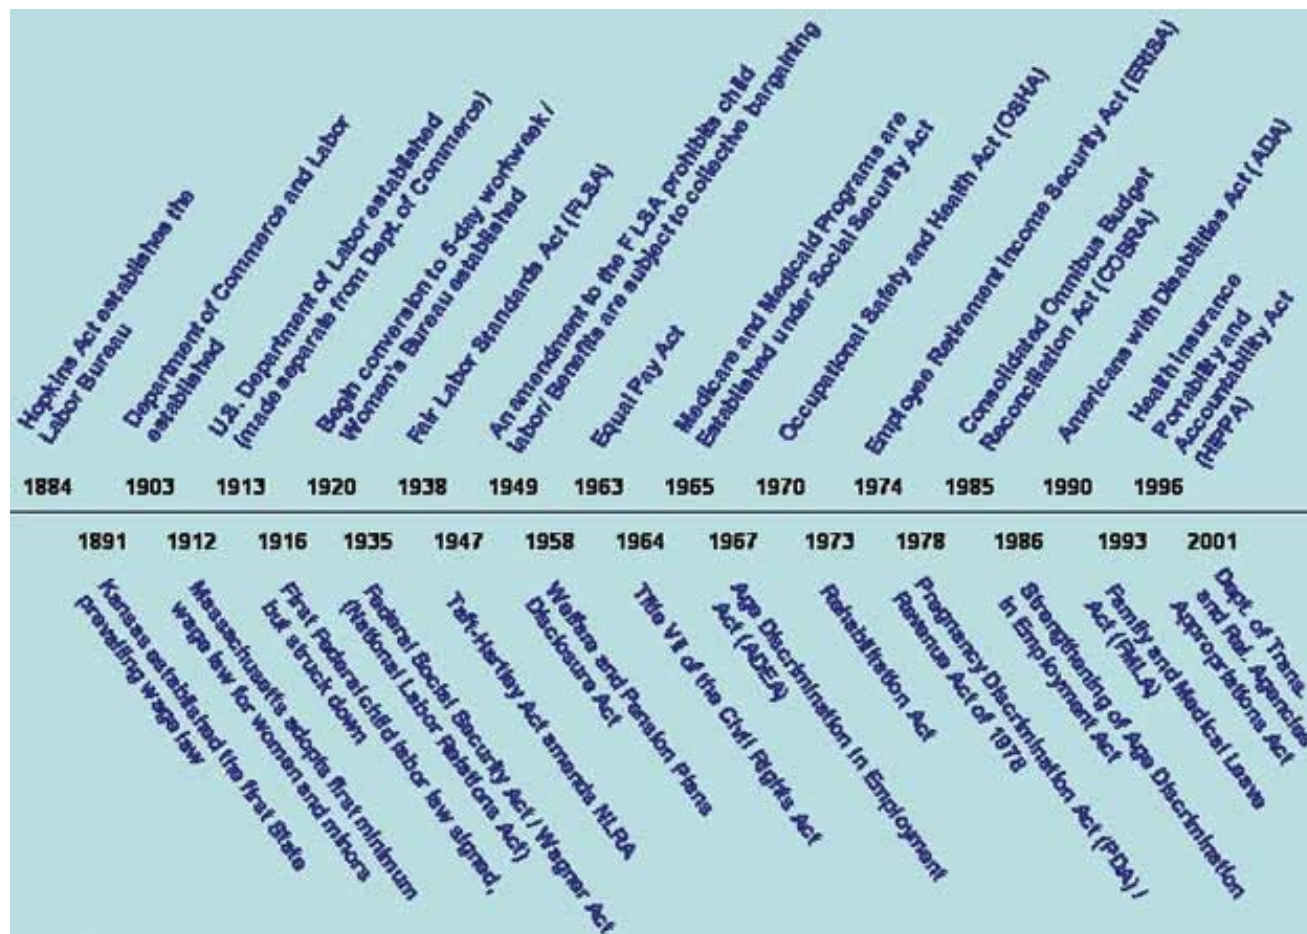 Hopkins Act establishes the
Labor Bureau
Department of Commerce and Labor
established
U.S. Department of Labor established
(made separate from Dept. of Commerce)
Begin conversion to 5-day workweek /
Women's Bureau established
Fair Labor Standards Act (FLSA)
An amendment to the FLSA prohibits child
labor/ Benefits are subject to collective bargaining
Equal Pay Act
Medicare and Medicaid Programs are
Established under Social Security Act
Occupational Safety and Health Act (OSHA)
Employee Retirement Income Security Act (ERISA)
Consolidated Omnibus Budget
Reconciliation Act (COBRA)
Americans with Disabilities Act (ADA)
Health Insurance
Portability and
Accountability Act
(HIPPA)
1884 1903 1913 1920 1938 1949 1963 1965 1970 1974 1985 1990 1996
1891 1912 1916 1935 1947 1958 1964 1967 1973 1978 1986 1993 2001
Kansas established the first State
prevailing wage law
Massachusetts adopts first minimum
wage law for women and minors
First Federal child labor law signed,
but struck down
Federal Social Security Act / Wagner Act
(National Labor Relations Act)
Taft-Hartley Act amends NLRA
Welfare and Pension Plans
Disclosure Act
Title VII of the Civil Rights Act
Age Discrimination in Employment
Act (ADEA)
Rehabilitation Act
Pregnancy Discrimination Act (PDA) /
Revenue Act of 1978
Strengthening of Age Discrimination
in Employment Act
Family and Medical Leave
Act (FMLA)
Dept. of Trans.
and Rel. Agencies
Appropriations Act